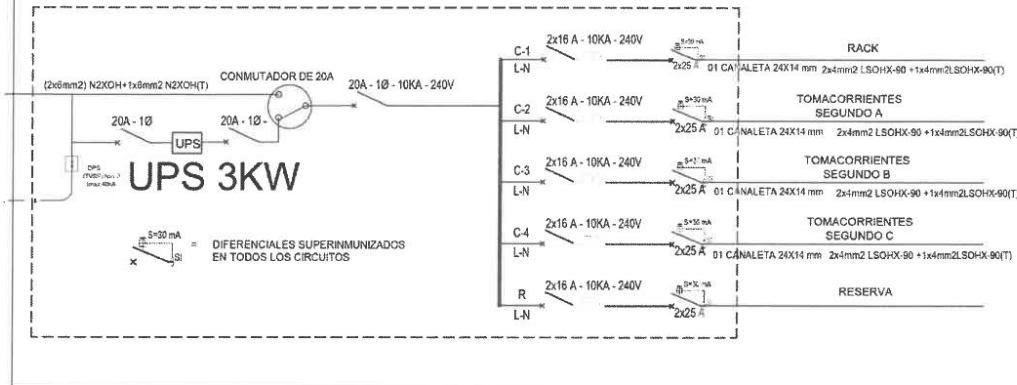 (2x6mm2) N2XOH+1x6mm2 N2XOH(T)
CONMUTADOR DE 20A
20A - 1Ø - 10KA - 240V
20A - 1Ø
UPS
20A - 1Ø -
DPS
UPS 3KW
S=30 mA
SI
=
DIFERENCIALES SUPERINMUNIZADOS
EN TODOS LOS CIRCUITOS
C-1
L-N
2x16 A - 10KA - 240V
S=30 mA
2x25 A
RACK
01 CANALETA 24X14 mm 2x4mm2 LSOHX-90 +1x4mm2LSOHX-90(T)
C-2
L-N
2x16 A - 10KA - 240V
S=30 mA
2x25 A
TOMACORRIENTES
SEGUNDO A
01 CANALETA 24X14 mm 2x4mm2 LSOHX-90 +1x4mm2LSOHX-90(T)
C-3
L-N
2x16 A - 10KA - 240V
2x25 A
TOMACORRIENTES
SEGUNDO B
01 CANALETA 24X14 mm 2x4mm2 LSOHX-90 +1x4mm2LSOHX-90(T)
C-4
L-N
2x16 A - 10KA - 240V
S=30 mA
2x25 A
TOMACORRIENTES
SEGUNDO C
01 CANALETA 24X14 mm 2x4mm2 LSOHX-90 +1x4mm2LSOHX-90(T)
R
L-N
2x16 A - 10KA - 240V
2x25 A
RESERVA